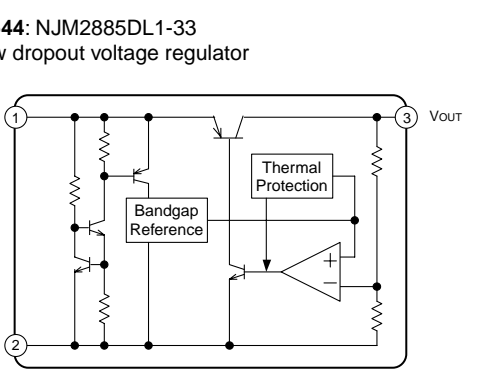 44: NJM2885DL1-33
dropout voltage regulator
1
3 VOUT
Thermal
Protection
Bandgap
Reference
+
−
2